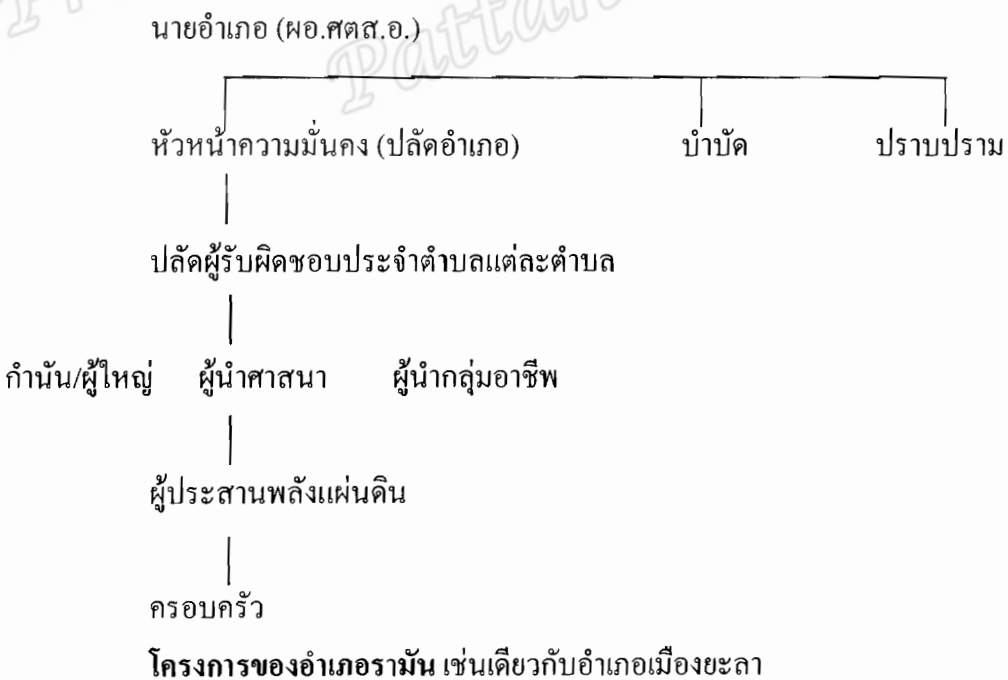 นายอำเภอ (ผอ.ศตส.อ.)
หัวหน้าความมั่นคง (ปลัดอำเภอ) บำบัด ปราบปราม
ปลัดผู้รับผิดชอบประจำตำบลแต่ละตำบล
กำนัน/ผู้ใหญ่ ผู้นำศาสนา ผู้นำกลุ่มอาชีพ
ผู้ประสานพลังแผ่นดิน
ครอบครัว
โครงการของอำเภอรามัน เช่นเดียวกับอำเภอเมืองยะลา